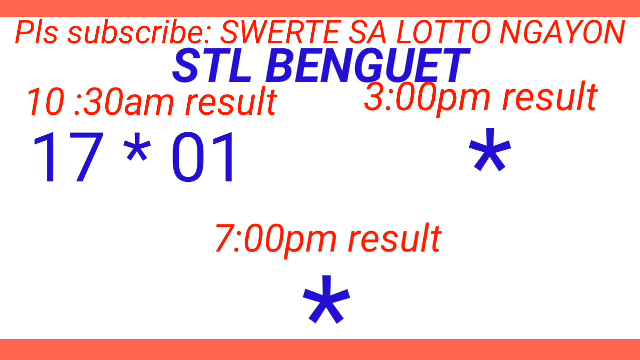 Pls subscribe: SWERTE SA LOTTO NGAYON
STL BENGUET
10 :30am result
17 * 01
3:00pm result
*
7:00pm result
*